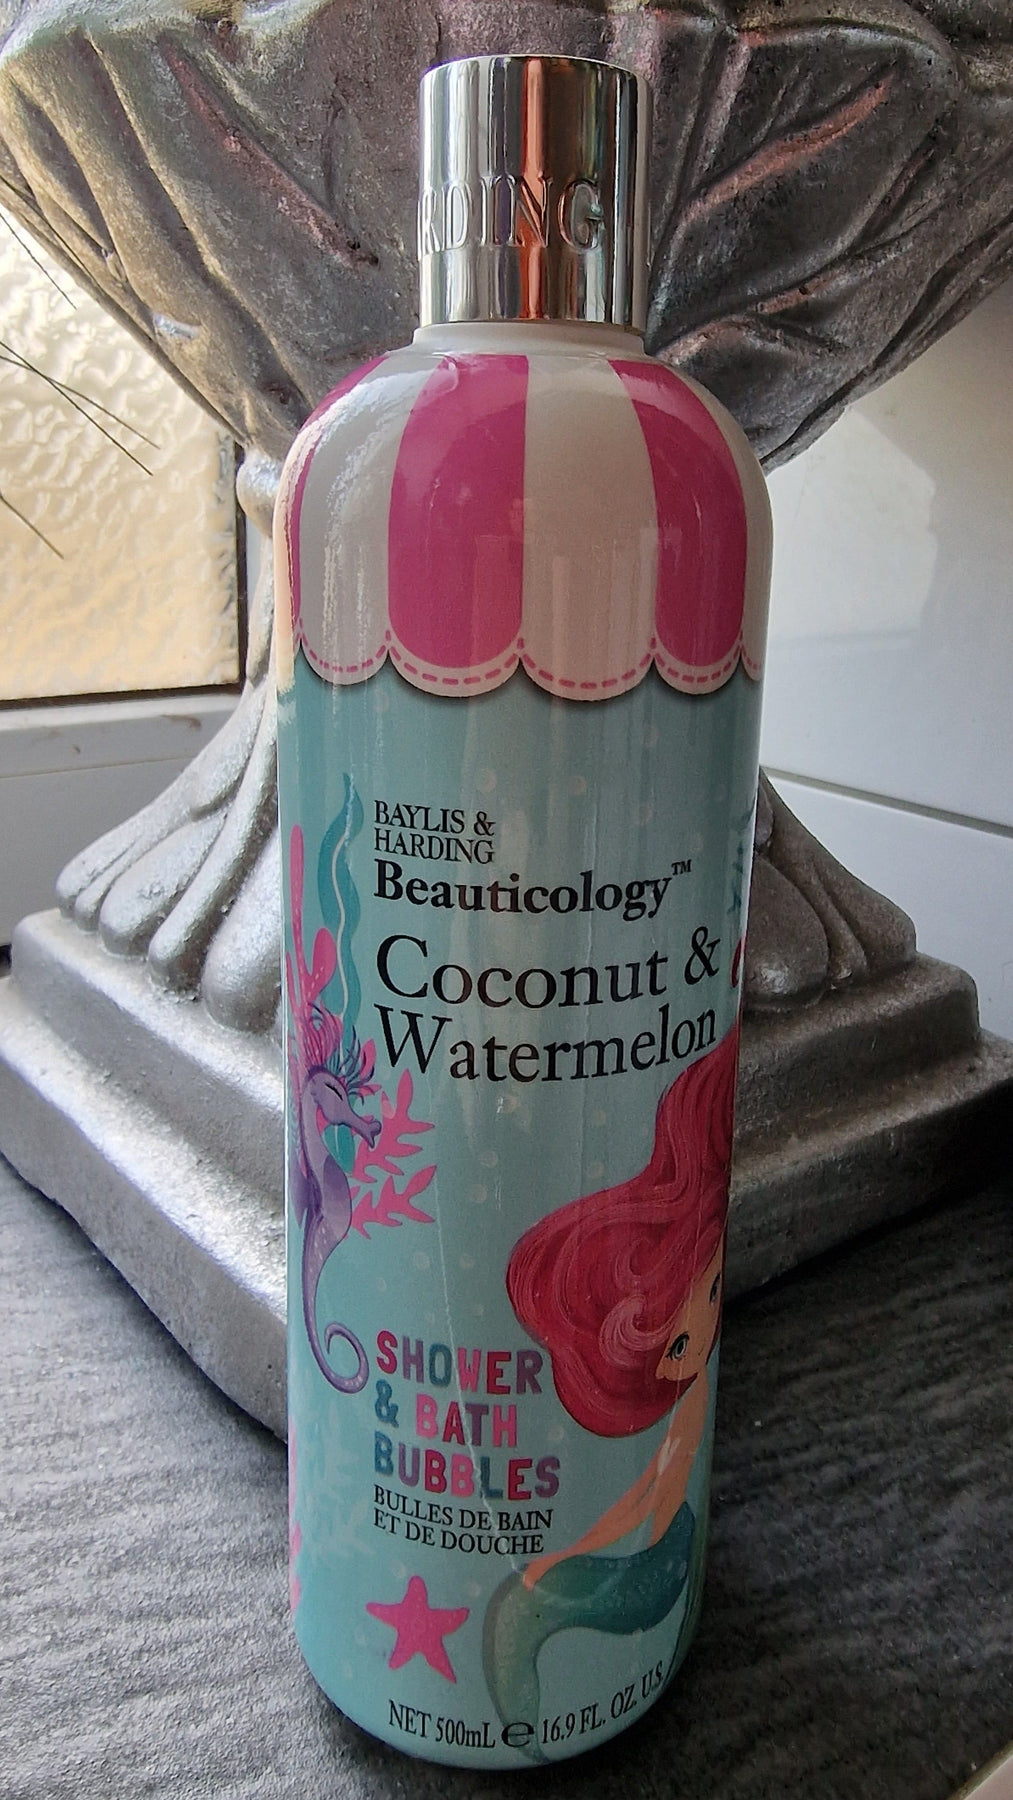 RDING
BAYLIS &
HARDING
Beauticology™
Coconut &
Watermelon
SHOWER
& BATH
BUBBLES
BULLES DE BAIN
ET DE DOUCHE
NET 500mL ℮ 16.9 FL. OZ. U.S.